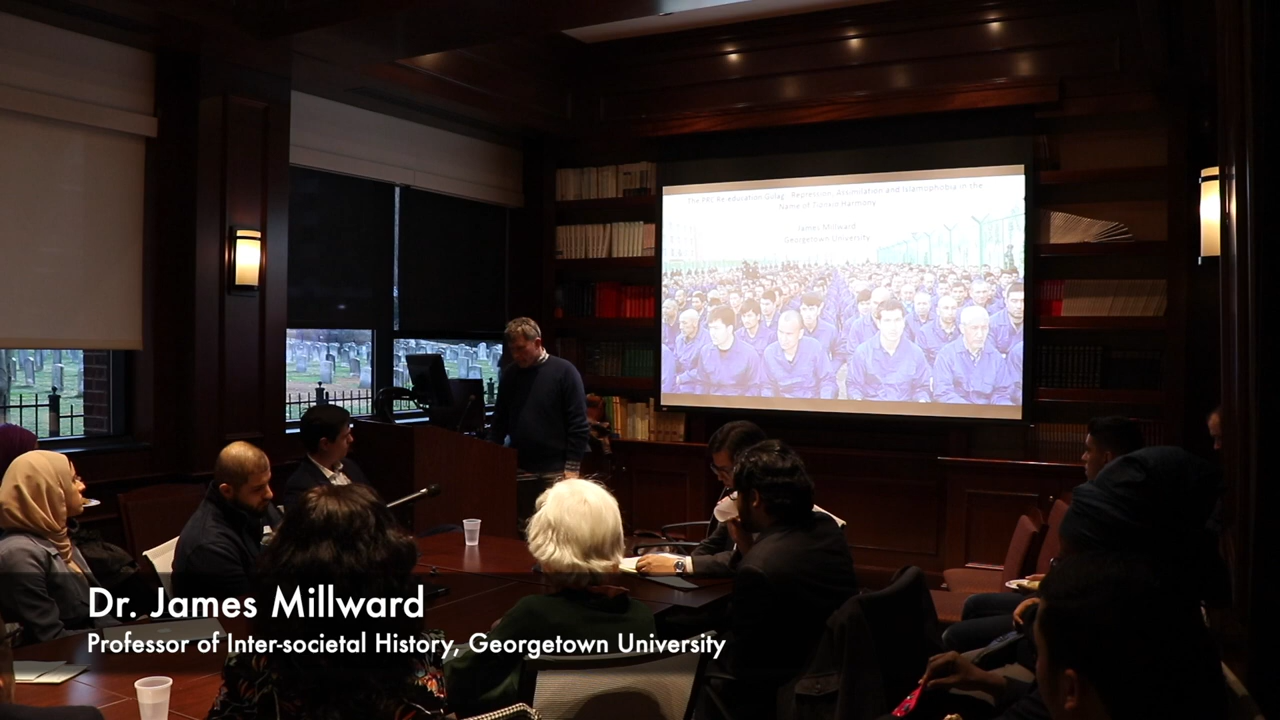 The PRC Re-education Gulag: Repression, Assimilation and Islamophobia in the
Name of Tianxia Harmony
James Millward
Georgetown University
Dr. James Millward
Professor of Inter-societal History, Georgetown University